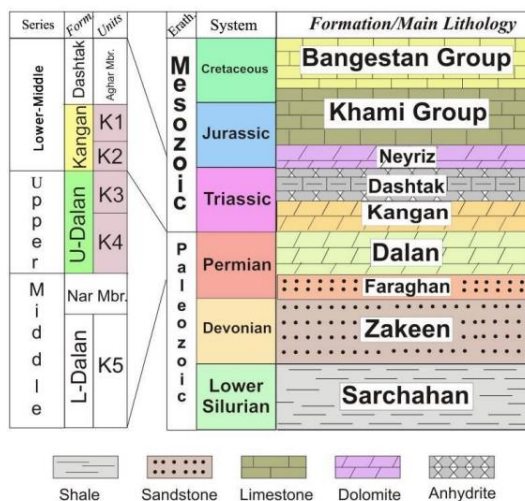 Series Form. Units Erath. System Formation/Main Lithology
Lower-Middle
Dashtak
Aghar Mbr.
Kangan
K1
K2
Upper
U-Dalan
K3
K4
Middle
Nar Mbr.
L-Dalan
K5
Mesozoic
Paleozoic
Cretaceous
Jurassic
Triassic
Permian
Devonian
Lower
Silurian
Bangestan Group
Khami Group
Neyriz
Dashtak
Kangan
Dalan
Faraghan
Zakeen
Sarchahan
Shale Sandstone Limestone Dolomite Anhydrite